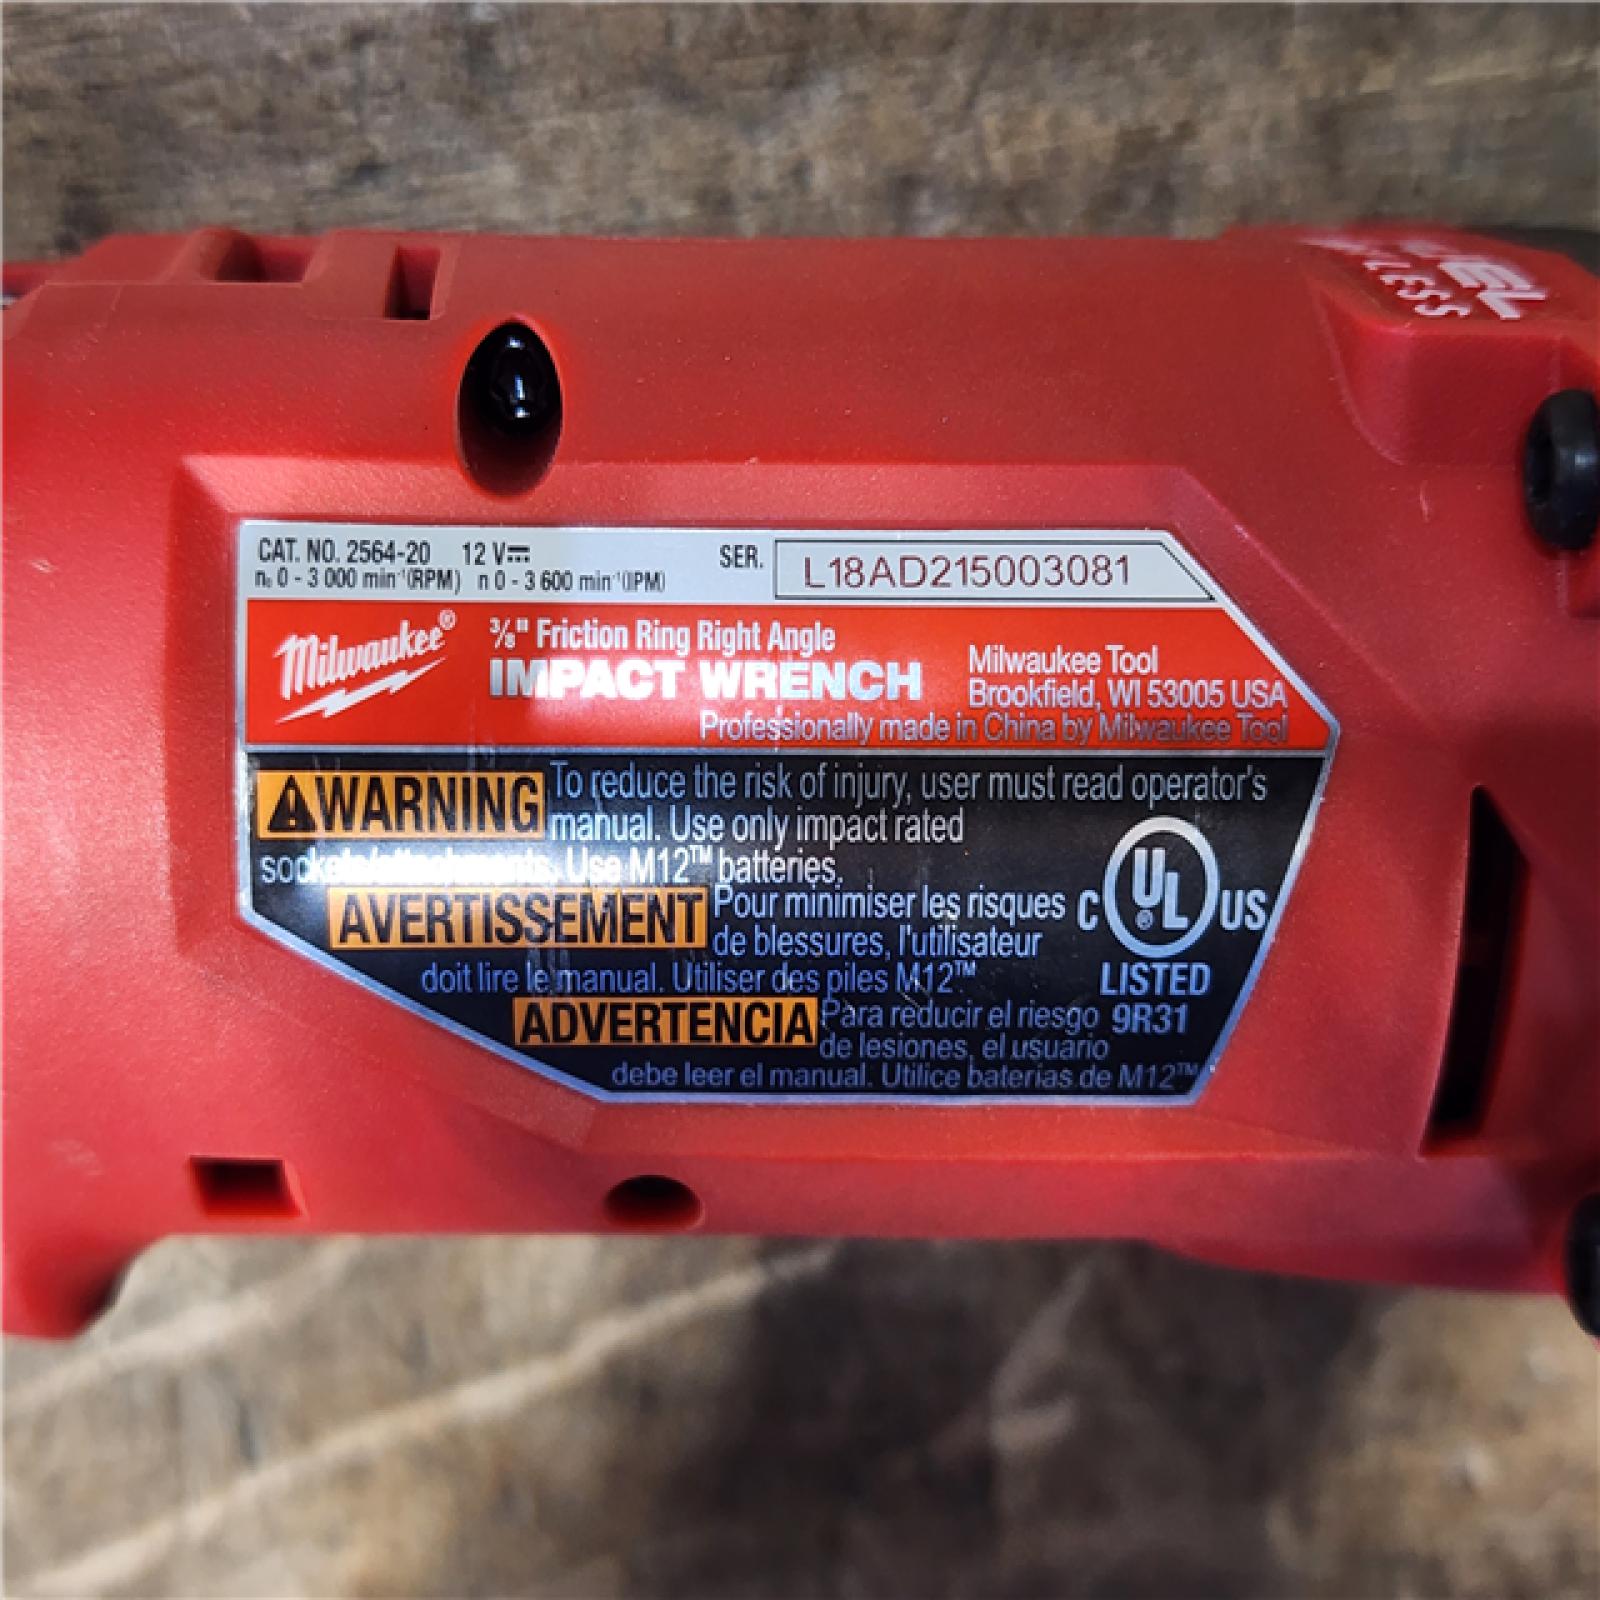 CAT. NO. 2564-20 12 V⎓ SER. L18AD215003081
n₀ 0 - 3 000 min⁻¹(RPM) n 0 - 3 600 min⁻¹(IPM)
Milwaukee®
3/8" Friction Ring Right Angle
IMPACT WRENCH
Milwaukee Tool
Brookfield, WI 53005 USA
Professionally made in China by Milwaukee Tool
⚠WARNING To reduce the risk of injury, user must read operator's
manual. Use only impact rated
sockets/attachments. Use M12™ batteries.
AVERTISSEMENT Pour minimiser les risques
de blessures, l'utilisateur
doit lire le manual. Utiliser des piles M12™.
ADVERTENCIA Para reducir el riesgo
de lesiones, el usuario
debe leer el manual. Utilice baterias de M12™
C UL® US
LISTED
9R31